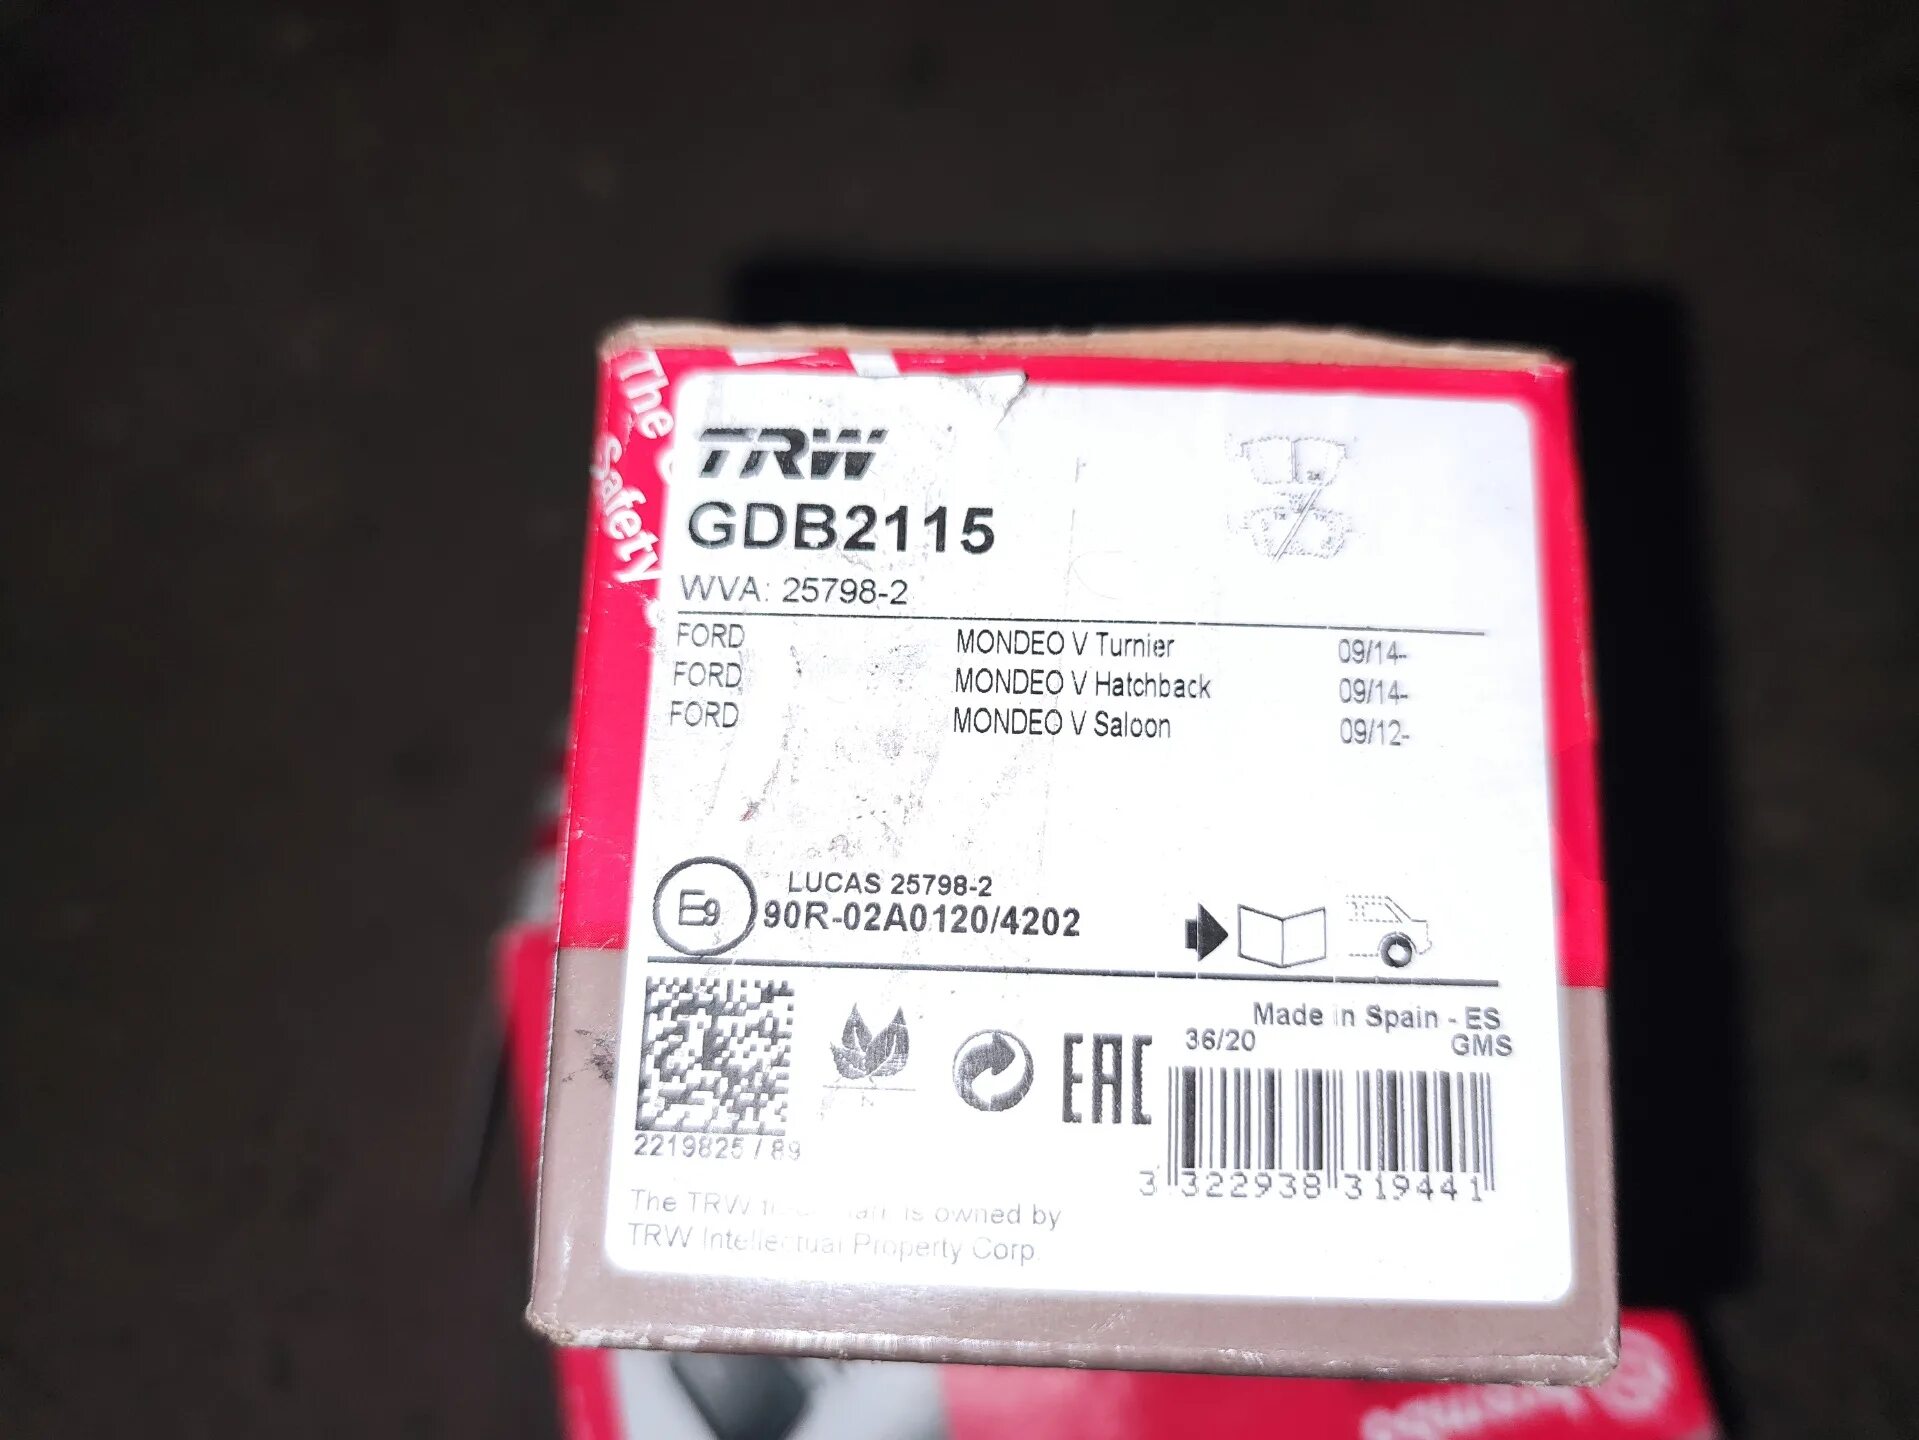 The
Safety
TRW
GDB2115
WVA: 25798-2
FORD MONDEO V Turnier 09/14-
FORD MONDEO V Hatchback 09/14-
FORD MONDEO V Saloon 09/12-
E9
LUCAS 25798-2
90R-02A0120/4202
Made in Spain - ES
36/20 GMS
EAC
2219825 / 89
3 322938 319441
The TRW is owned by
TRW Intellectual Property Corp
brembo